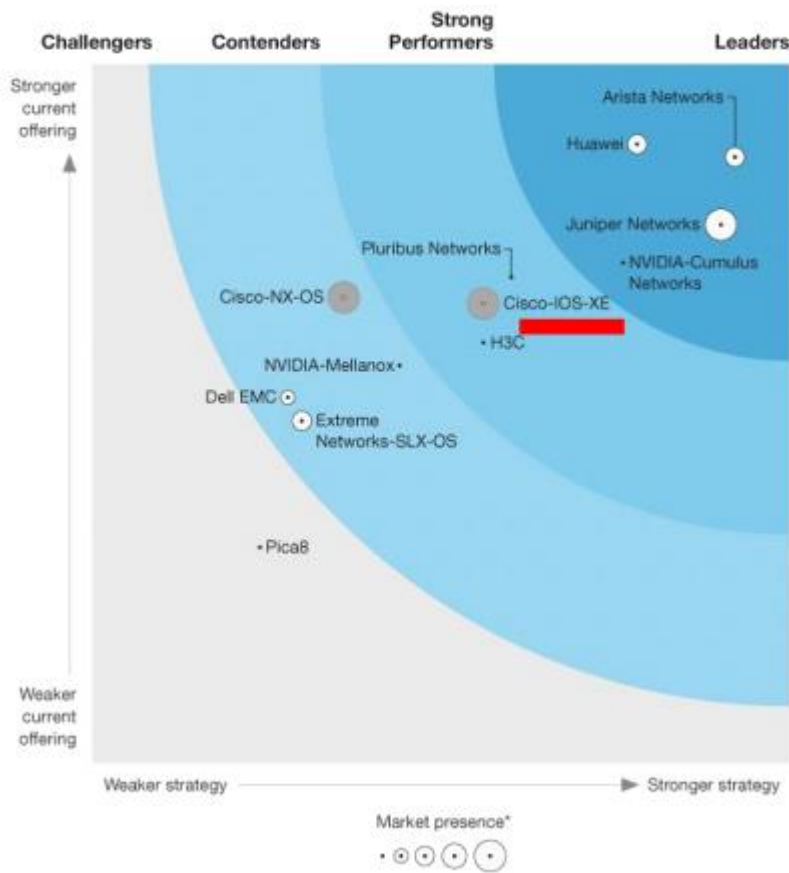 Challengers
Contenders
Strong
Performers
Leaders
Stronger
current
offering
Arista Networks
Huawei
Juniper Networks
Pluribus Networks
NVIDIA-Cumulus
Networks
Cisco-NX-OS
Cisco-IOS-XE
H3C
NVIDIA-Mellanox
Dell EMC
Extreme
Networks-SLX-OS
Pica8
Weaker
current
offering
Weaker strategy
Stronger strategy
Market presence*